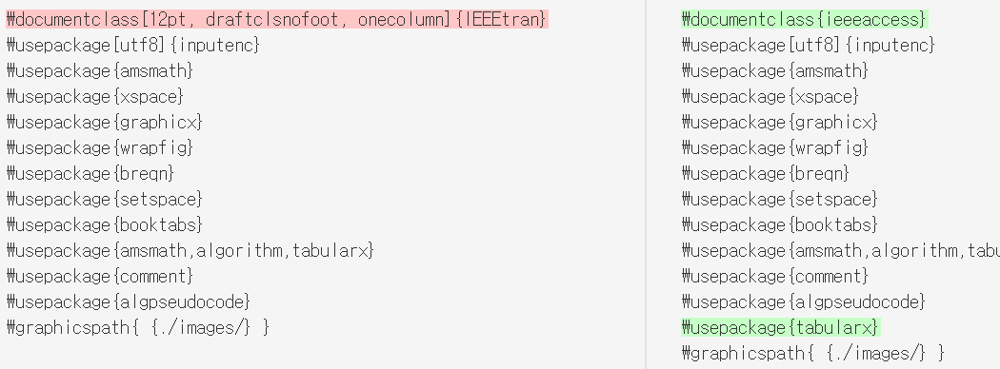 ₩documentclass[12pt, draftclsnofoot, onecolumn]{IEEEtran}
₩usepackage[utf8]{inputenc}
₩usepackage{amsmath}
₩usepackage{xspace}
₩usepackage{graphicx}
₩usepackage{wrapfig}
₩usepackage{breqn}
₩usepackage{setspace}
₩usepackage{booktabs}
₩usepackage{amsmath,algorithm,tabularx}
₩usepackage{comment}
₩usepackage{algpseudocode}
₩graphicspath{ {./images/} }
₩documentclass{ieeeaccess}
₩usepackage[utf8]{inputenc}
₩usepackage{amsmath}
₩usepackage{xspace}
₩usepackage{graphicx}
₩usepackage{wrapfig}
₩usepackage{breqn}
₩usepackage{setspace}
₩usepackage{booktabs}
₩usepackage{amsmath,algorithm,tabu
₩usepackage{comment}
₩usepackage{algpseudocode}
₩usepackage{tabularx}
₩graphicspath{ {./images/} }